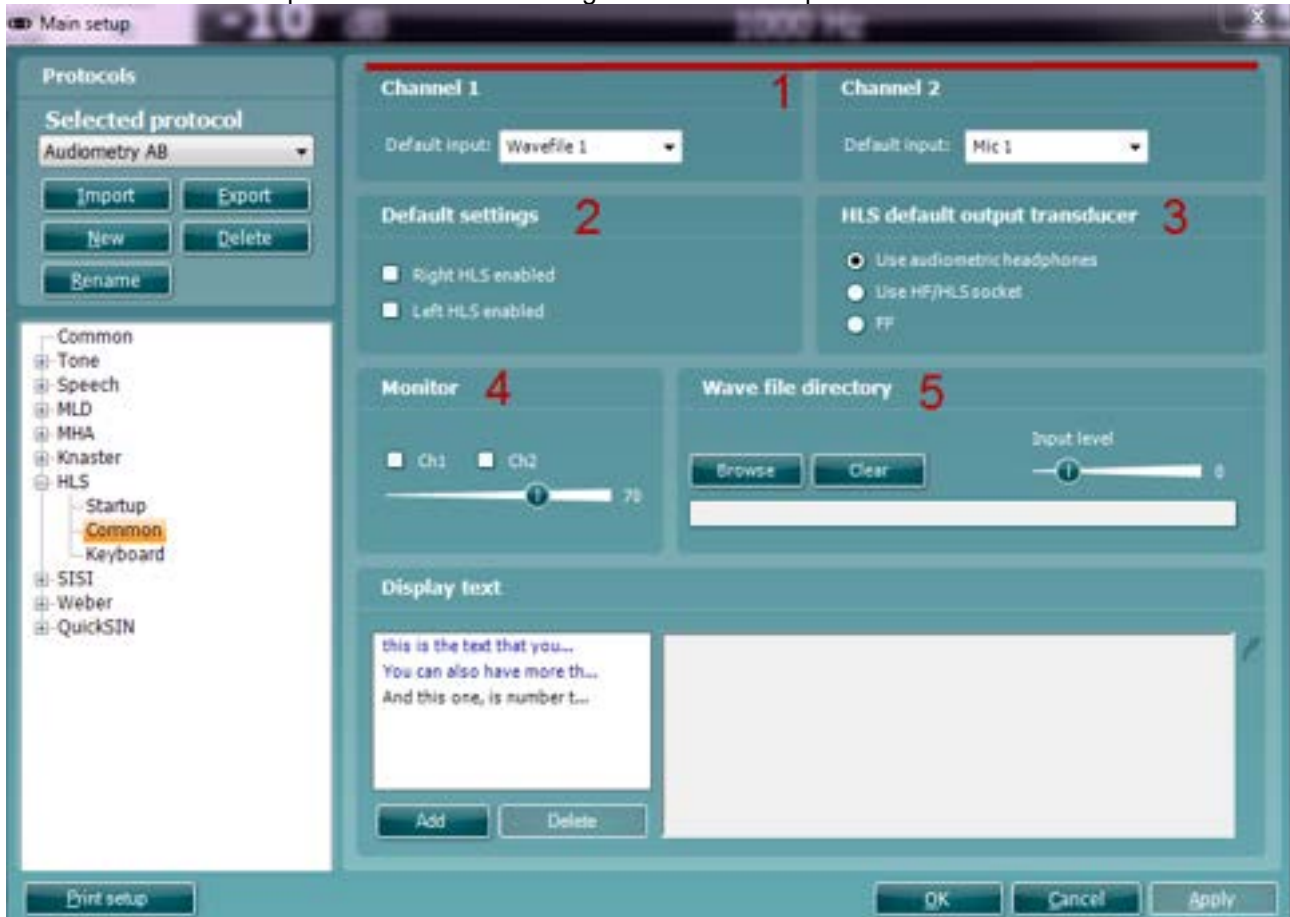 Main setup
-10 dB 1000 Hz
Protocols
Selected protocol
Audiometry AB
Import Export
New Delete
Rename
Common
Tone
Speech
MLD
MHA
Knaster
HLS
Startup
Common
Keyboard
SISI
Weber
QuickSIN
Print setup
Channel 1 1 Channel 2
Default input: Wavefile 1 Default input: Mic 1
Default settings 2 HLS default output transducer 3
Right HLS enabled Use audiometric headphones
Left HLS enabled Use HF/HLS socket
FF
Monitor 4 Wave file directory 5
Input level
Ch1 Ch2 Browse Clear 0
70
Display text
this is the text that you...
You can also have more th...
And this one, is number t...
Add Delete
OK Cancel Apply